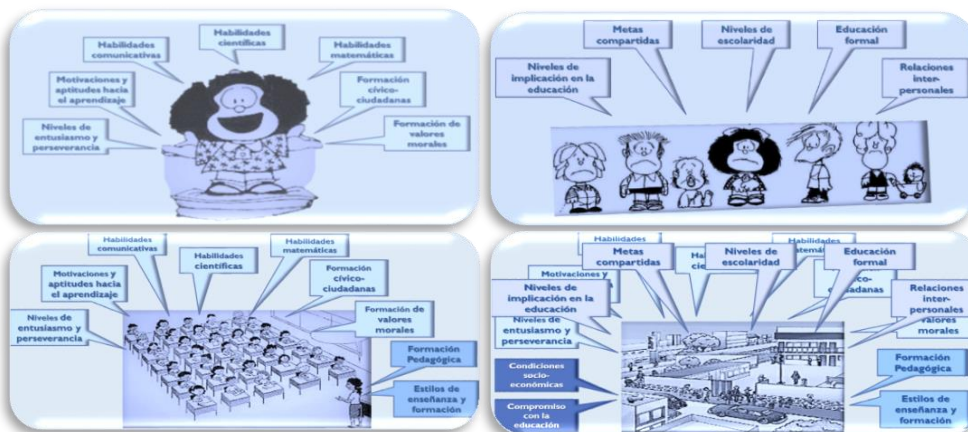 Habilidades
científicas
Habilidades
comunicativas
Habilidades
matemáticas
Motivaciones y
aptitudes hacia
el aprendizaje
Formación
cívico-
ciudadanas
Niveles de
entusiasmo y
perseverancia
Formación de
valores
morales
Metas
compartidas
Niveles de
escolaridad
Educación
formal
Niveles de
implicación en la
educación
Relaciones
inter-
personales
Habilidades
comunicativas
Habilidades
científicas
Habilidades
matemáticas
Motivaciones y
aptitudes hacia
el aprendizaje
Formación
cívico-
ciudadanas
Niveles de
entusiasmo y
perseverancia
Formación de
valores
morales
Formación
Pedagógica
Estilos de
enseñanza y
formación
Habilidades
Metas
compartidas
Niveles de
escolaridad
Educación
formal
Motivaciones y
Niveles de
implicación en la
educación
ciudadanas
Relaciones
inter-
personales
Niveles de
entusiasmo y
perseverancia
valores
morales
Condiciones
socio-
económicas
Formación
Pedagógica
Compromiso
con la
educación
Estilos de
enseñanza y
formación